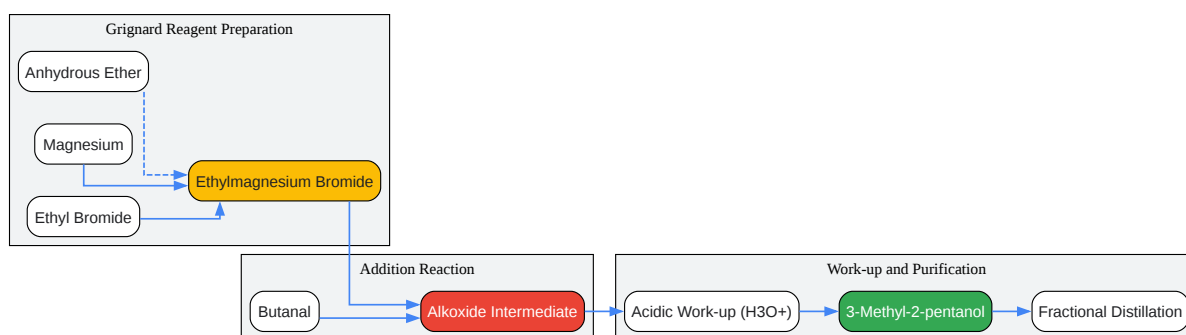 Grignard Reagent Preparation
Anhydrous Ether
Magnesium
Ethylmagnesium Bromide
Ethyl Bromide
Addition Reaction
Butanal
Alkoxide Intermediate
Work-up and Purification
Acidic Work-up (H3O+)
3-Methyl-2-pentanol
Fractional Distillation